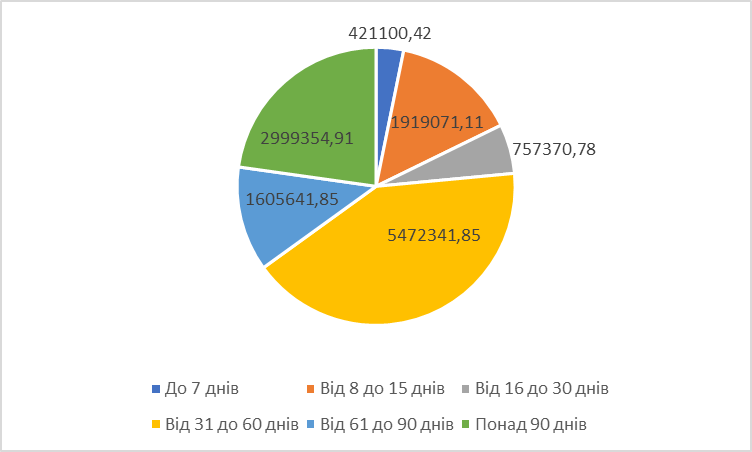 421100,42
1919071,11
757370,78
2999354,91
1605641,85
5472341,85
До 7 днів
Від 8 до 15 днів
Від 16 до 30 днів
Від 31 до 60 днів
Від 61 до 90 днів
Понад 90 днів